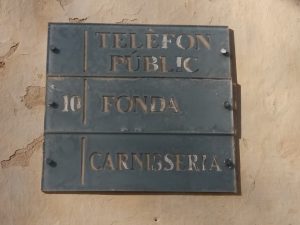 TELÈFON
PÚBLIC
10 FONDA
CARNISSERIA